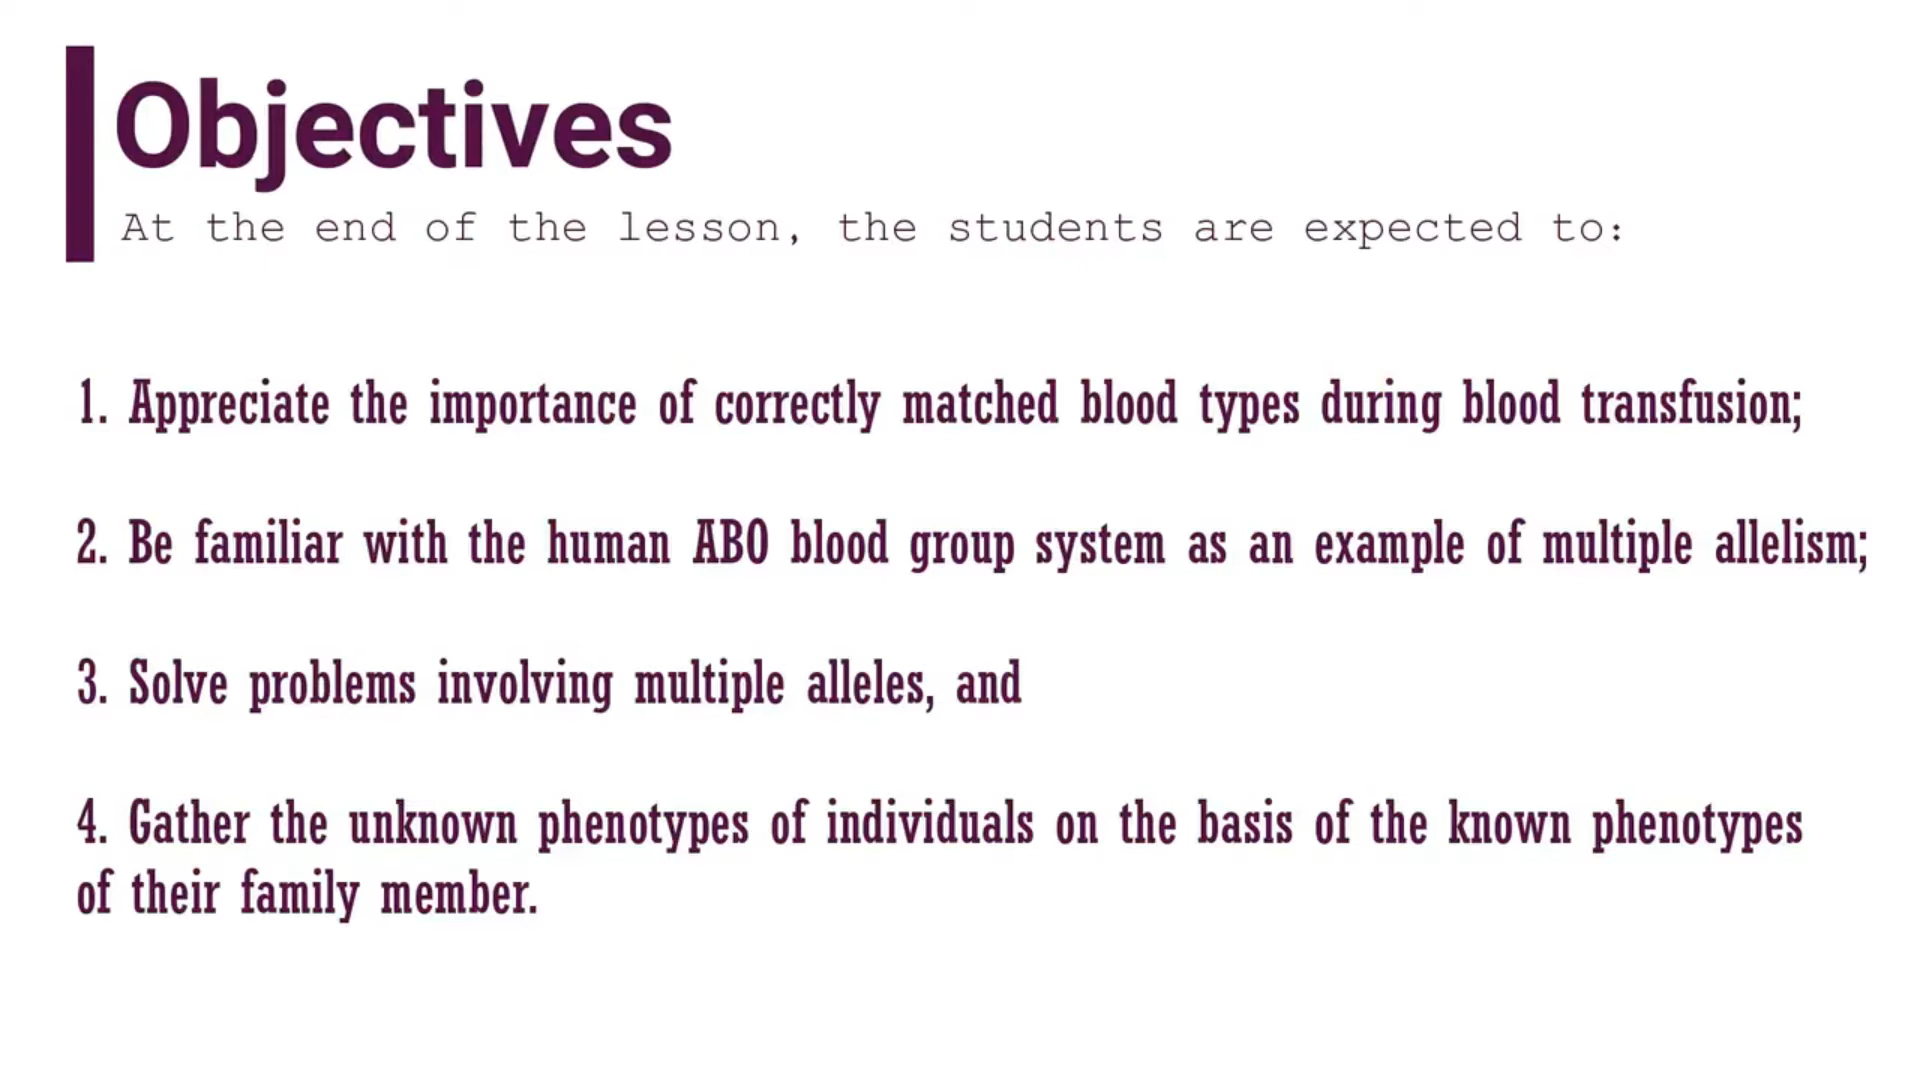 Objectives
At the end of the lesson, the students are expected to:
1. Appreciate the importance of correctly matched blood types during blood transfusion;
2. Be familiar with the human ABO blood group system as an example of multiple allelism;
3. Solve problems involving multiple alleles, and
4. Gather the unknown phenotypes of individuals on the basis of the known phenotypes
of their family member.